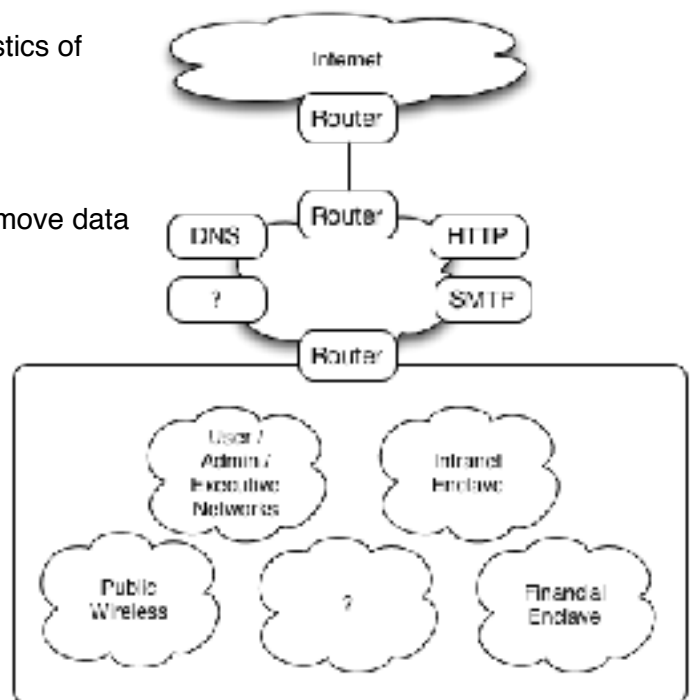 stics of
Internet
Router
move data
Router
DNS
HTTP
?
SMTP
Router
User /
Admin /
Executive
Networks
Intranet
Enclave
Public
Wireless
?
Financial
Enclave